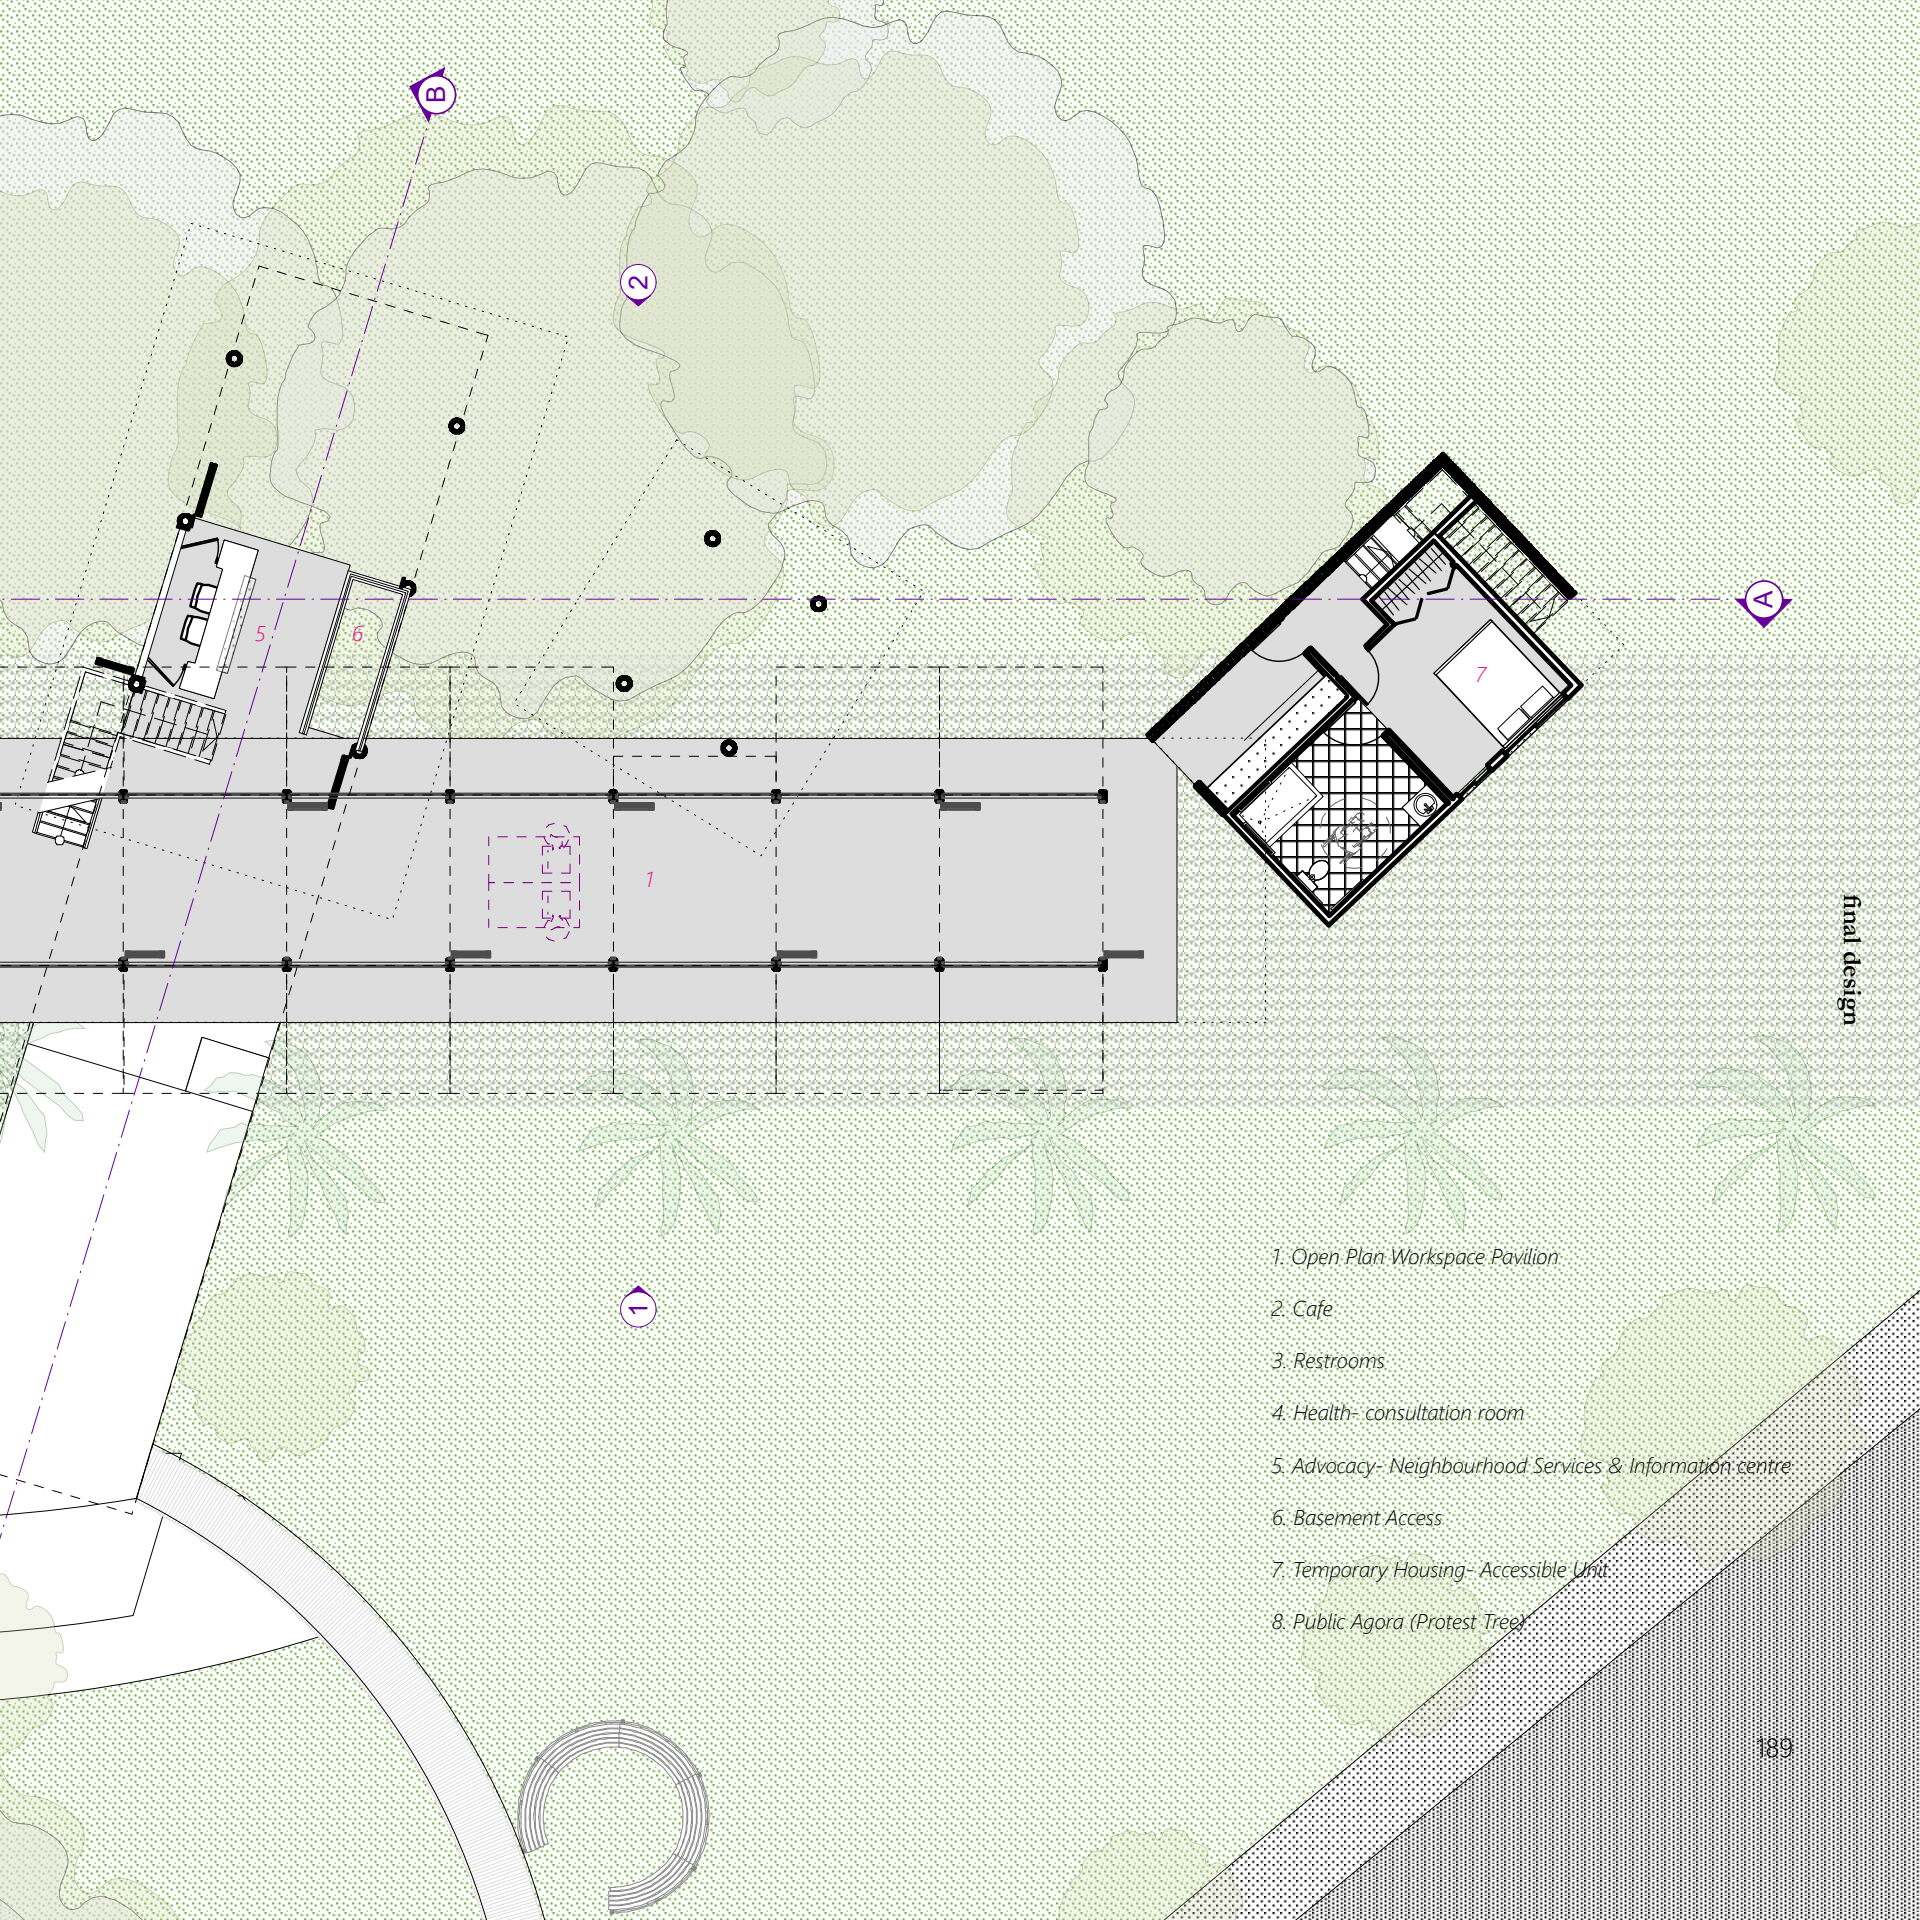 B
2
5
6
A
7
1
final design
1
1. Open Plan Workspace Pavilion
2. Cafe
3. Restrooms
4. Health- consultation room
5. Advocacy- Neighbourhood Services & Information centre
6. Basement Access
7. Temporary Housing- Accessible Unit
8. Public Agora (Protest Tree)
189